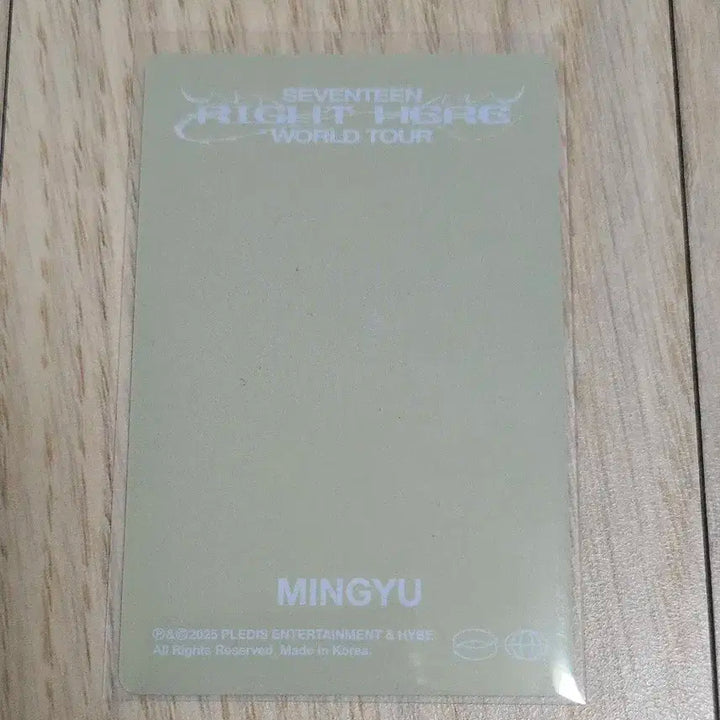 SEVENTEEN
RIGHT HERE
WORLD TOUR
MINGYU
℗&©2025 PLEDIS ENTERTAINMENT & HYBE
All Rights Reserved. Made in Korea.